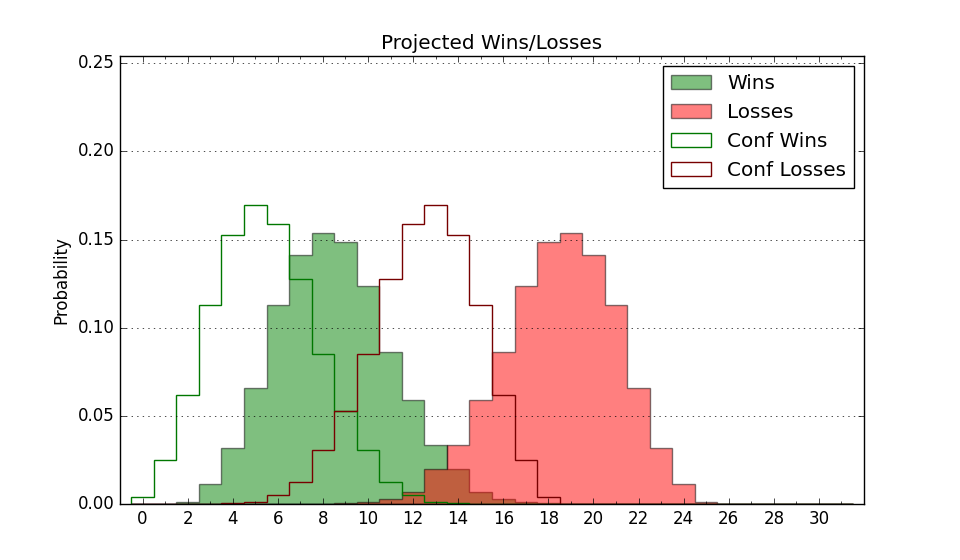 Projected Wins/Losses
0.25
0.20
0.15
0.10
0.05
0.00
Probability
Wins
Losses
Conf Wins
Conf Losses
0 2 4 6 8 10 12 14 16 18 20 22 24 26 28 30